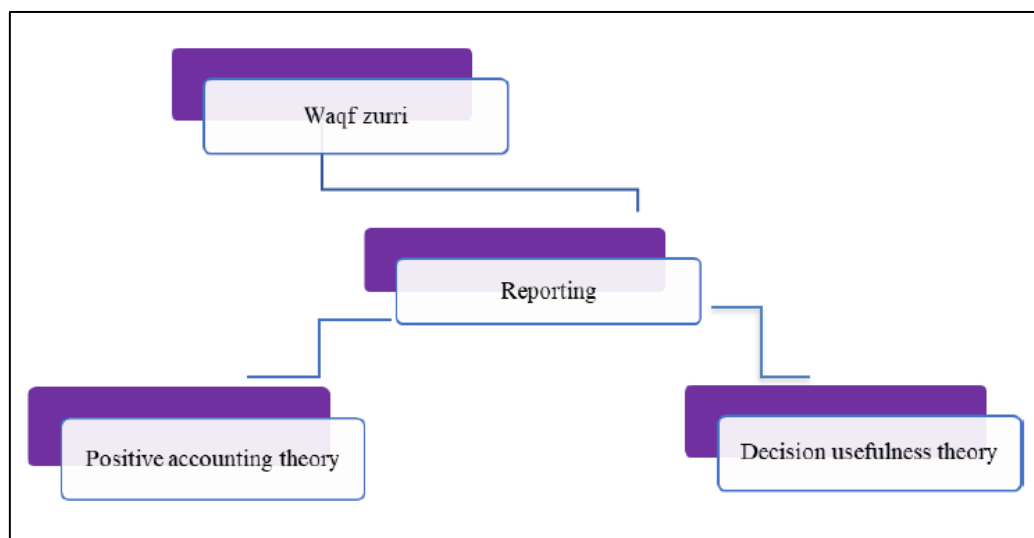 Waqf zurri
Reporting
Positive accounting theory
Decision usefulness theory